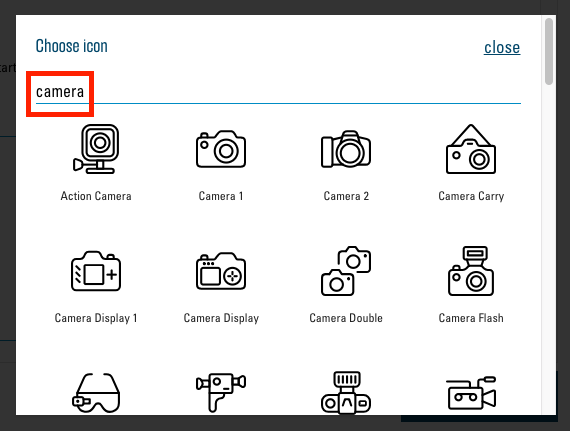 Choose icon
close
camera
Action Camera
Camera 1
Camera 2
Camera Carry
Camera Display 1
Camera Display
Camera Double
Camera Flash